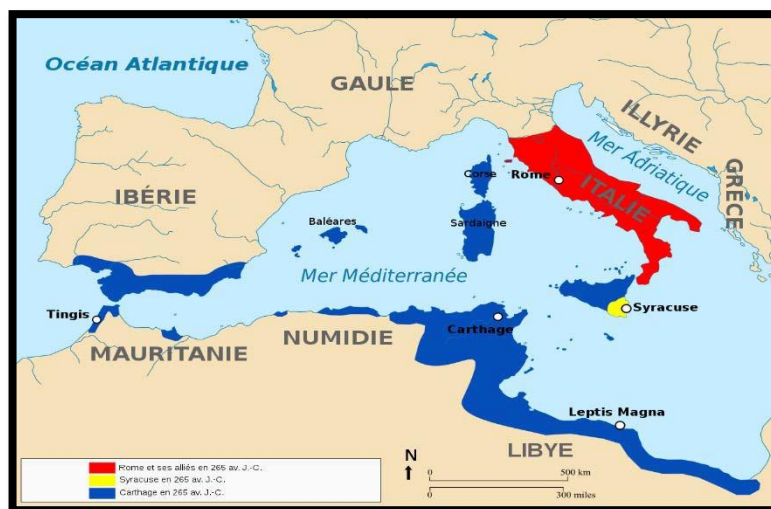 Océan Atlantique
GAULE
ILLYRIE
Mer Adriatique
GRÈCE
IBÉRIE
Corse
Rome
ITALIE
Baléares
Sardaigne
Mer Méditerranée
Tingis
Syracuse
Carthage
MAURITANIE
NUMIDIE
Leptis Magna
LIBYE
N
Rome et ses alliés en 265 av. J.-C.
Syracuse en 265 av. J.-C.
Carthage en 265 av. J.-C.
0 500 km
0 300 miles